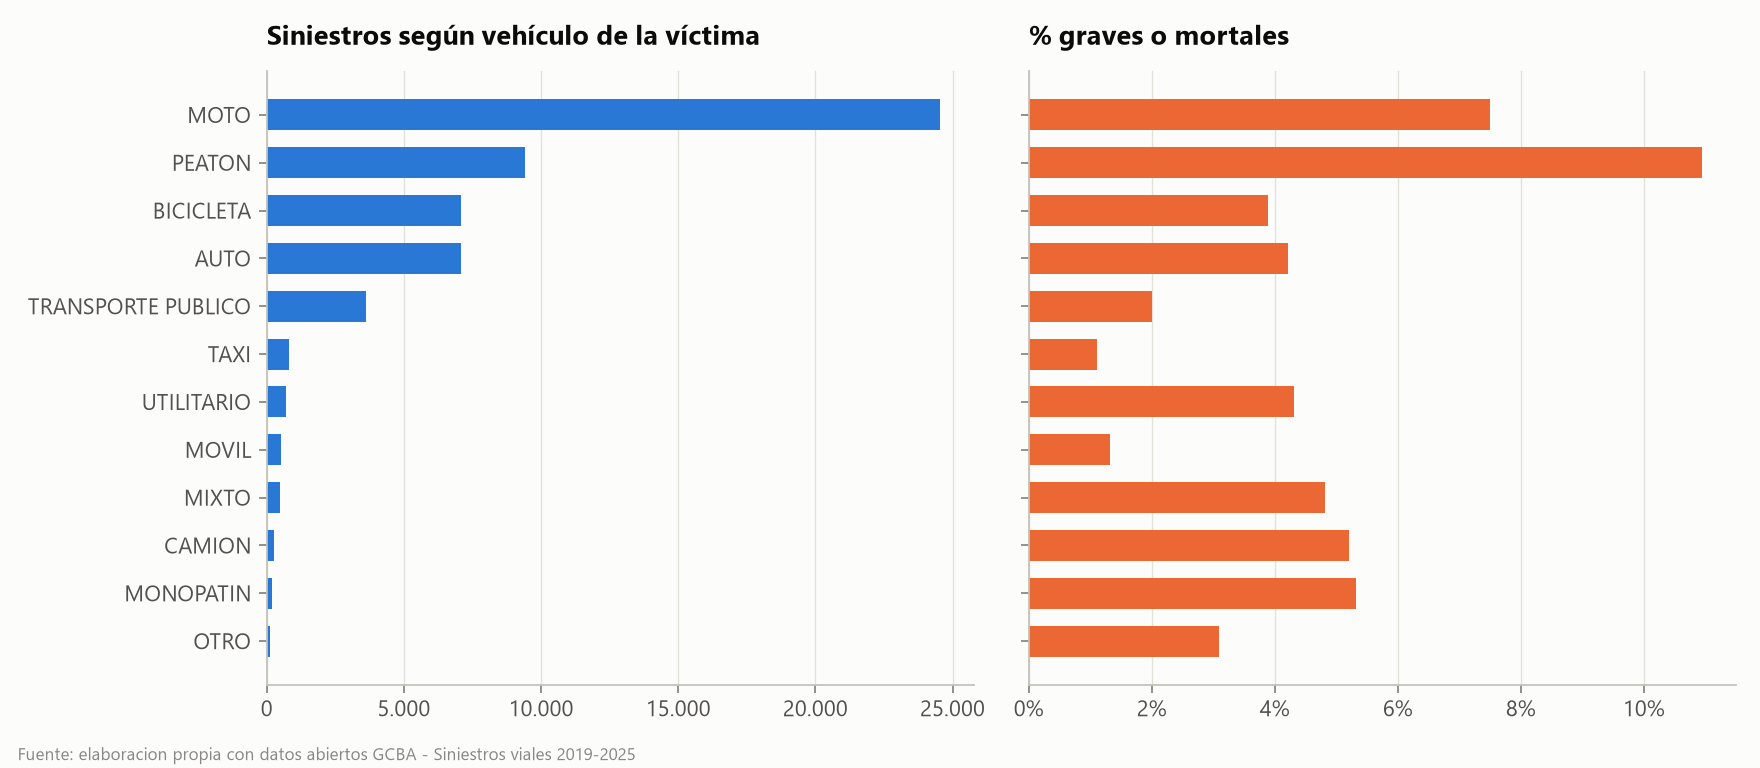 Siniestros según vehículo de la víctima
% graves o mortales
MOTO
PEATON
BICICLETA
AUTO
TRANSPORTE PUBLICO
TAXI
UTILITARIO
MOVIL
MIXTO
CAMION
MONOPATIN
OTRO
0 5.000 10.000 15.000 20.000 25.000
0% 2% 4% 6% 8% 10%
Fuente: elaboracion propia con datos abiertos GCBA - Siniestros viales 2019-2025